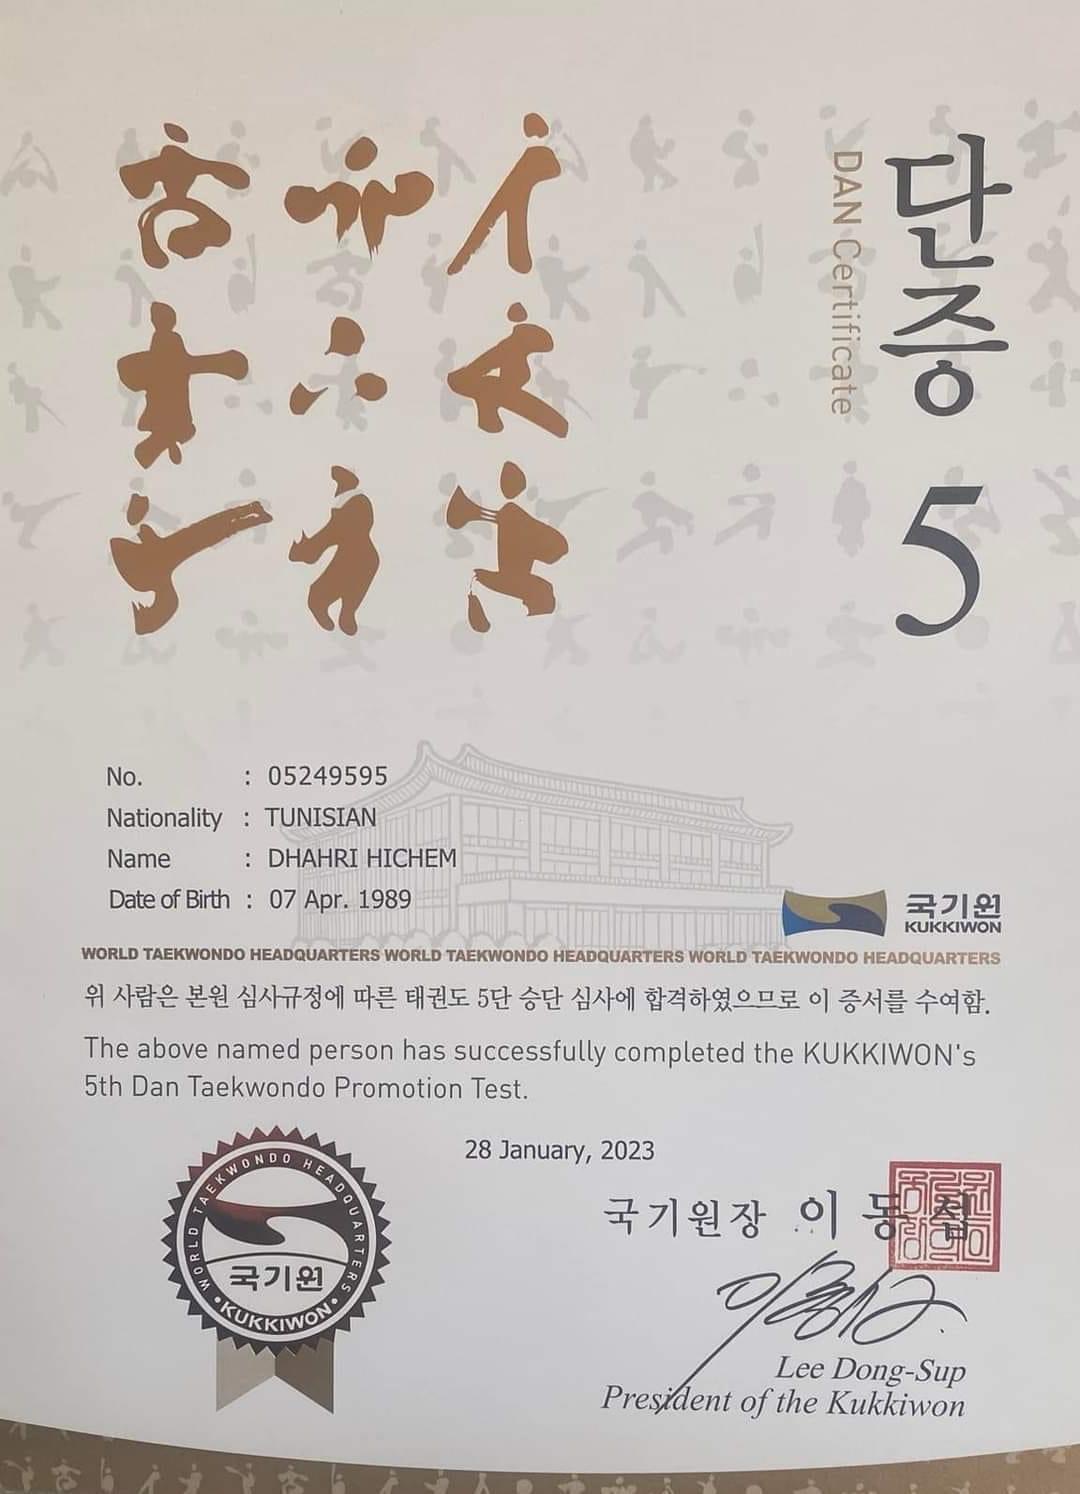 단증
DAN Certificate
5
No. : 05249595
Nationality : TUNISIAN
Name : DHAHRI HICHEM
Date of Birth : 07 Apr. 1989
국기원
KUKKIWON
WORLD TAEKWONDO HEADQUARTERS WORLD TAEKWONDO HEADQUARTERS WORLD TAEKWONDO HEADQUARTERS
위 사람은 본원 심사규정에 따른 태권도 5단 승단 심사에 합격하였으므로 이 증서를 수여함.
The above named person has successfully completed the KUKKIWON's
5th Dan Taekwondo Promotion Test.
28 January, 2023
WORLD TAEKWONDO HEADQUARTERS
국기원
KUKKIWON
국기원장 이동섭
Lee Dong-Sup
President of the Kukkiwon